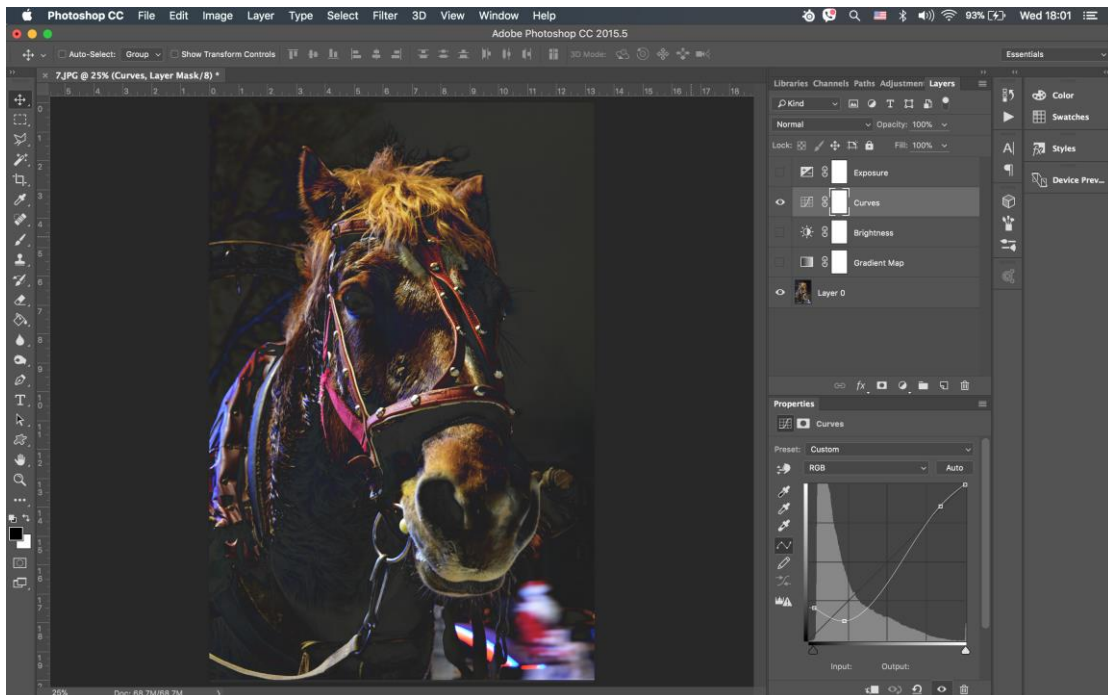 Photoshop CC File Edit Image Layer Type Select Filter 3D View Window Help 93% Wed 18:01
Adobe Photoshop CC 2015.5
Auto-Select: Group Show Transform Controls 3D Mode: Essentials
× 7.JPG @ 25% (Curves, Layer Mask/8) *
Libraries Channels Paths Adjustment Layers
Kind
Normal Opacity: 100%
Lock: Fill: 100%
Exposure
Curves
Brightness
Gradient Map
Layer 0
Color
Swatches
Styles
Device Prev...
Properties
Curves
Preset: Custom
RGB Auto
Input: Output:
25% Doc: 68.7M/68.7M